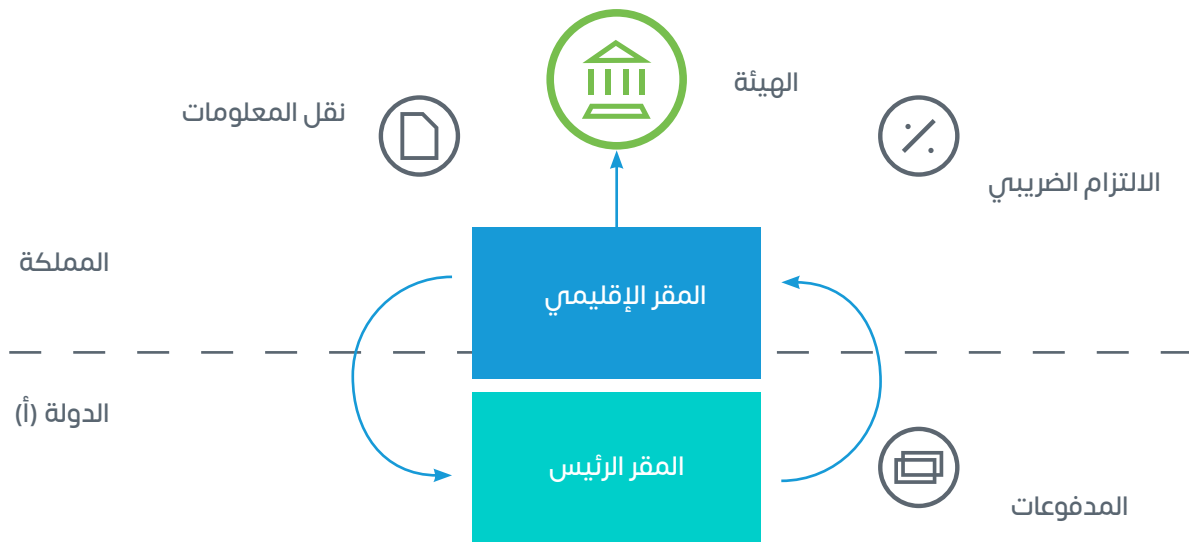 الهيئة
نقل المعلومات
الالتزام الضريبي
المملكة
المقر الإقليمي
الدولة (أ)
المقر الرئيس
المدفوعات